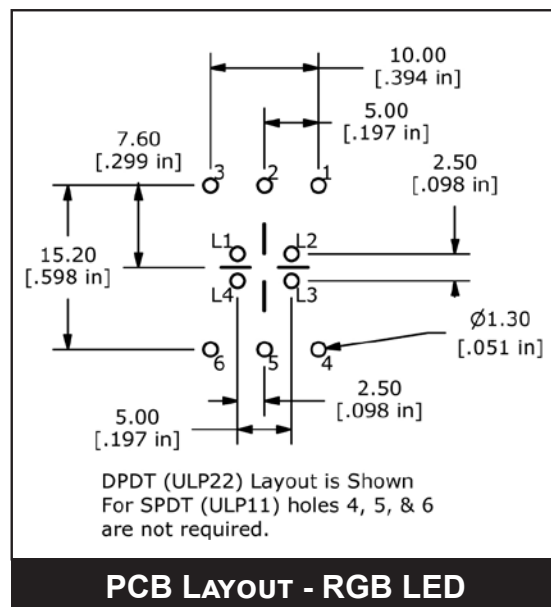 10.00
[.394 in]
5.00
[.197 in]
7.60
[.299 in]
2.50
[.098 in]
3 2 1
L1 L2
15.20
[.598 in]
L4 L3
Ø1.30
[.051 in]
6 5 4
2.50
[.098 in]
5.00
[.197 in]
DPDT (ULP22) Layout is Shown
For SPDT (ULP11) holes 4, 5, & 6
are not required.
PCB LAYOUT - RGB LED